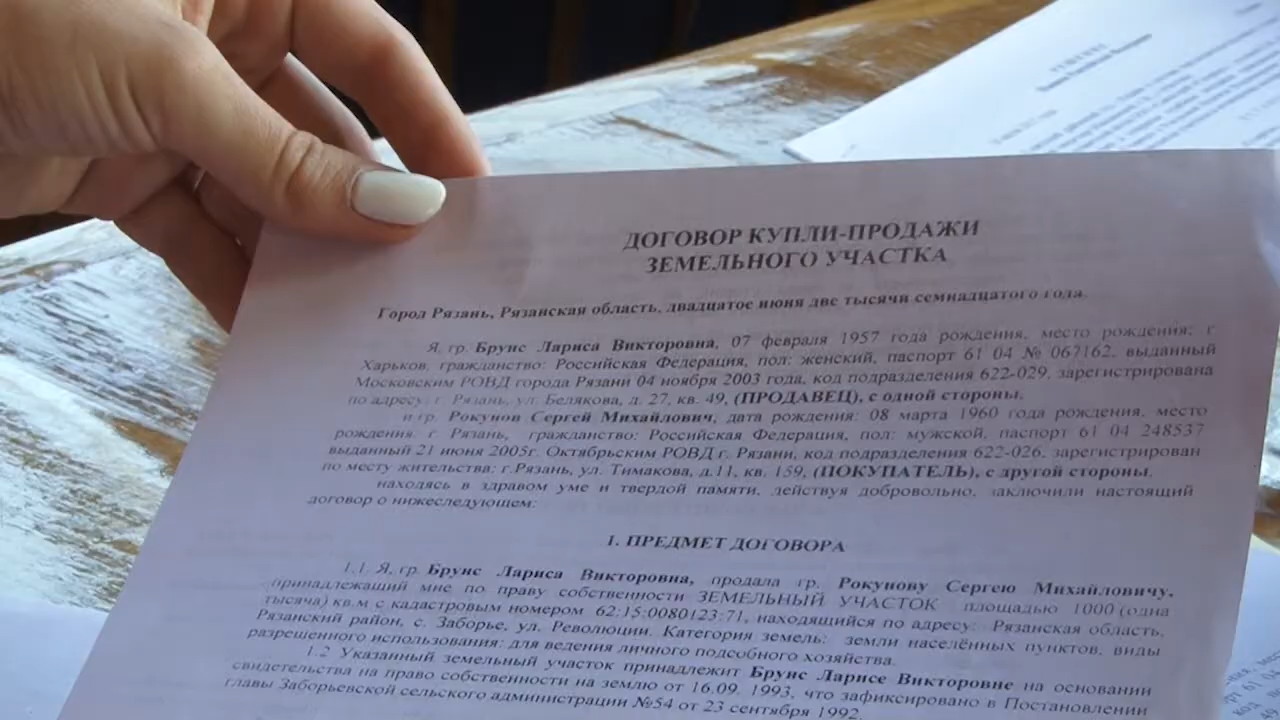 ДОГОВОР КУПЛИ-ПРОДАЖИ
ЗЕМЕЛЬНОГО УЧАСТКА
Город Рязань, Рязанская область, двадцатое июня две тысячи семнадцатого года.
Я, гр. Бруис Лариса Викторовна, 07 февраля 1957 года рождения, место рождения: г.
Харьков, гражданство: Российская Федерация, пол: женский, паспорт 61 04 № 067162, выданный
Московским РОВД города Рязани 04 ноября 2003 года, код подразделения 622-029, зарегистрирована
по адресу: г. Рязань, ул. Белякова, д. 27, кв. 49, (ПРОДАВЕЦ), с одной стороны,
и гр. Рокунов Сергей Михайлович, дата рождения: 08 марта 1960 года рождения, место
рождения: г. Рязань, гражданство: Российская Федерация, пол: мужской, паспорт 61 04 248537
выданный 21 июня 2005г. Октябрьским РОВД г. Рязани, код подразделения 622-026, зарегистрирован
по месту жительства: г.Рязань, ул. Тимакова, д.11, кв. 159, (ПОКУПАТЕЛЬ), с другой стороны,
находясь в здравом уме и твердой памяти, действуя добровольно, заключили настоящий
договор о нижеследующем:
1. ПРЕДМЕТ ДОГОВОРА
1.1. Я, гр. Бруис Лариса Викторовна, продала гр. Рокунову Сергею Михайловичу,
принадлежащий мне по праву собственности ЗЕМЕЛЬНЫЙ УЧАСТОК площадью 1000 (одна
тысяча) кв.м с кадастровым номером 62:15:0080123:71, находящийся по адресу: Рязанская область,
Рязанский район, с. Заборье, ул. Революции. Категория земель: земли населённых пунктов, виды
разрешенного использования: для ведения личного подсобного хозяйства.
1.2 Указанный земельный участок принадлежит Бруис Ларисе Викторовне на основании
свидетельства на право собственности на землю от 16.09. 1993, что зафиксировано в Постановлении
главы Заборьевской сельского администрации №54 от 23 сентября 1992.